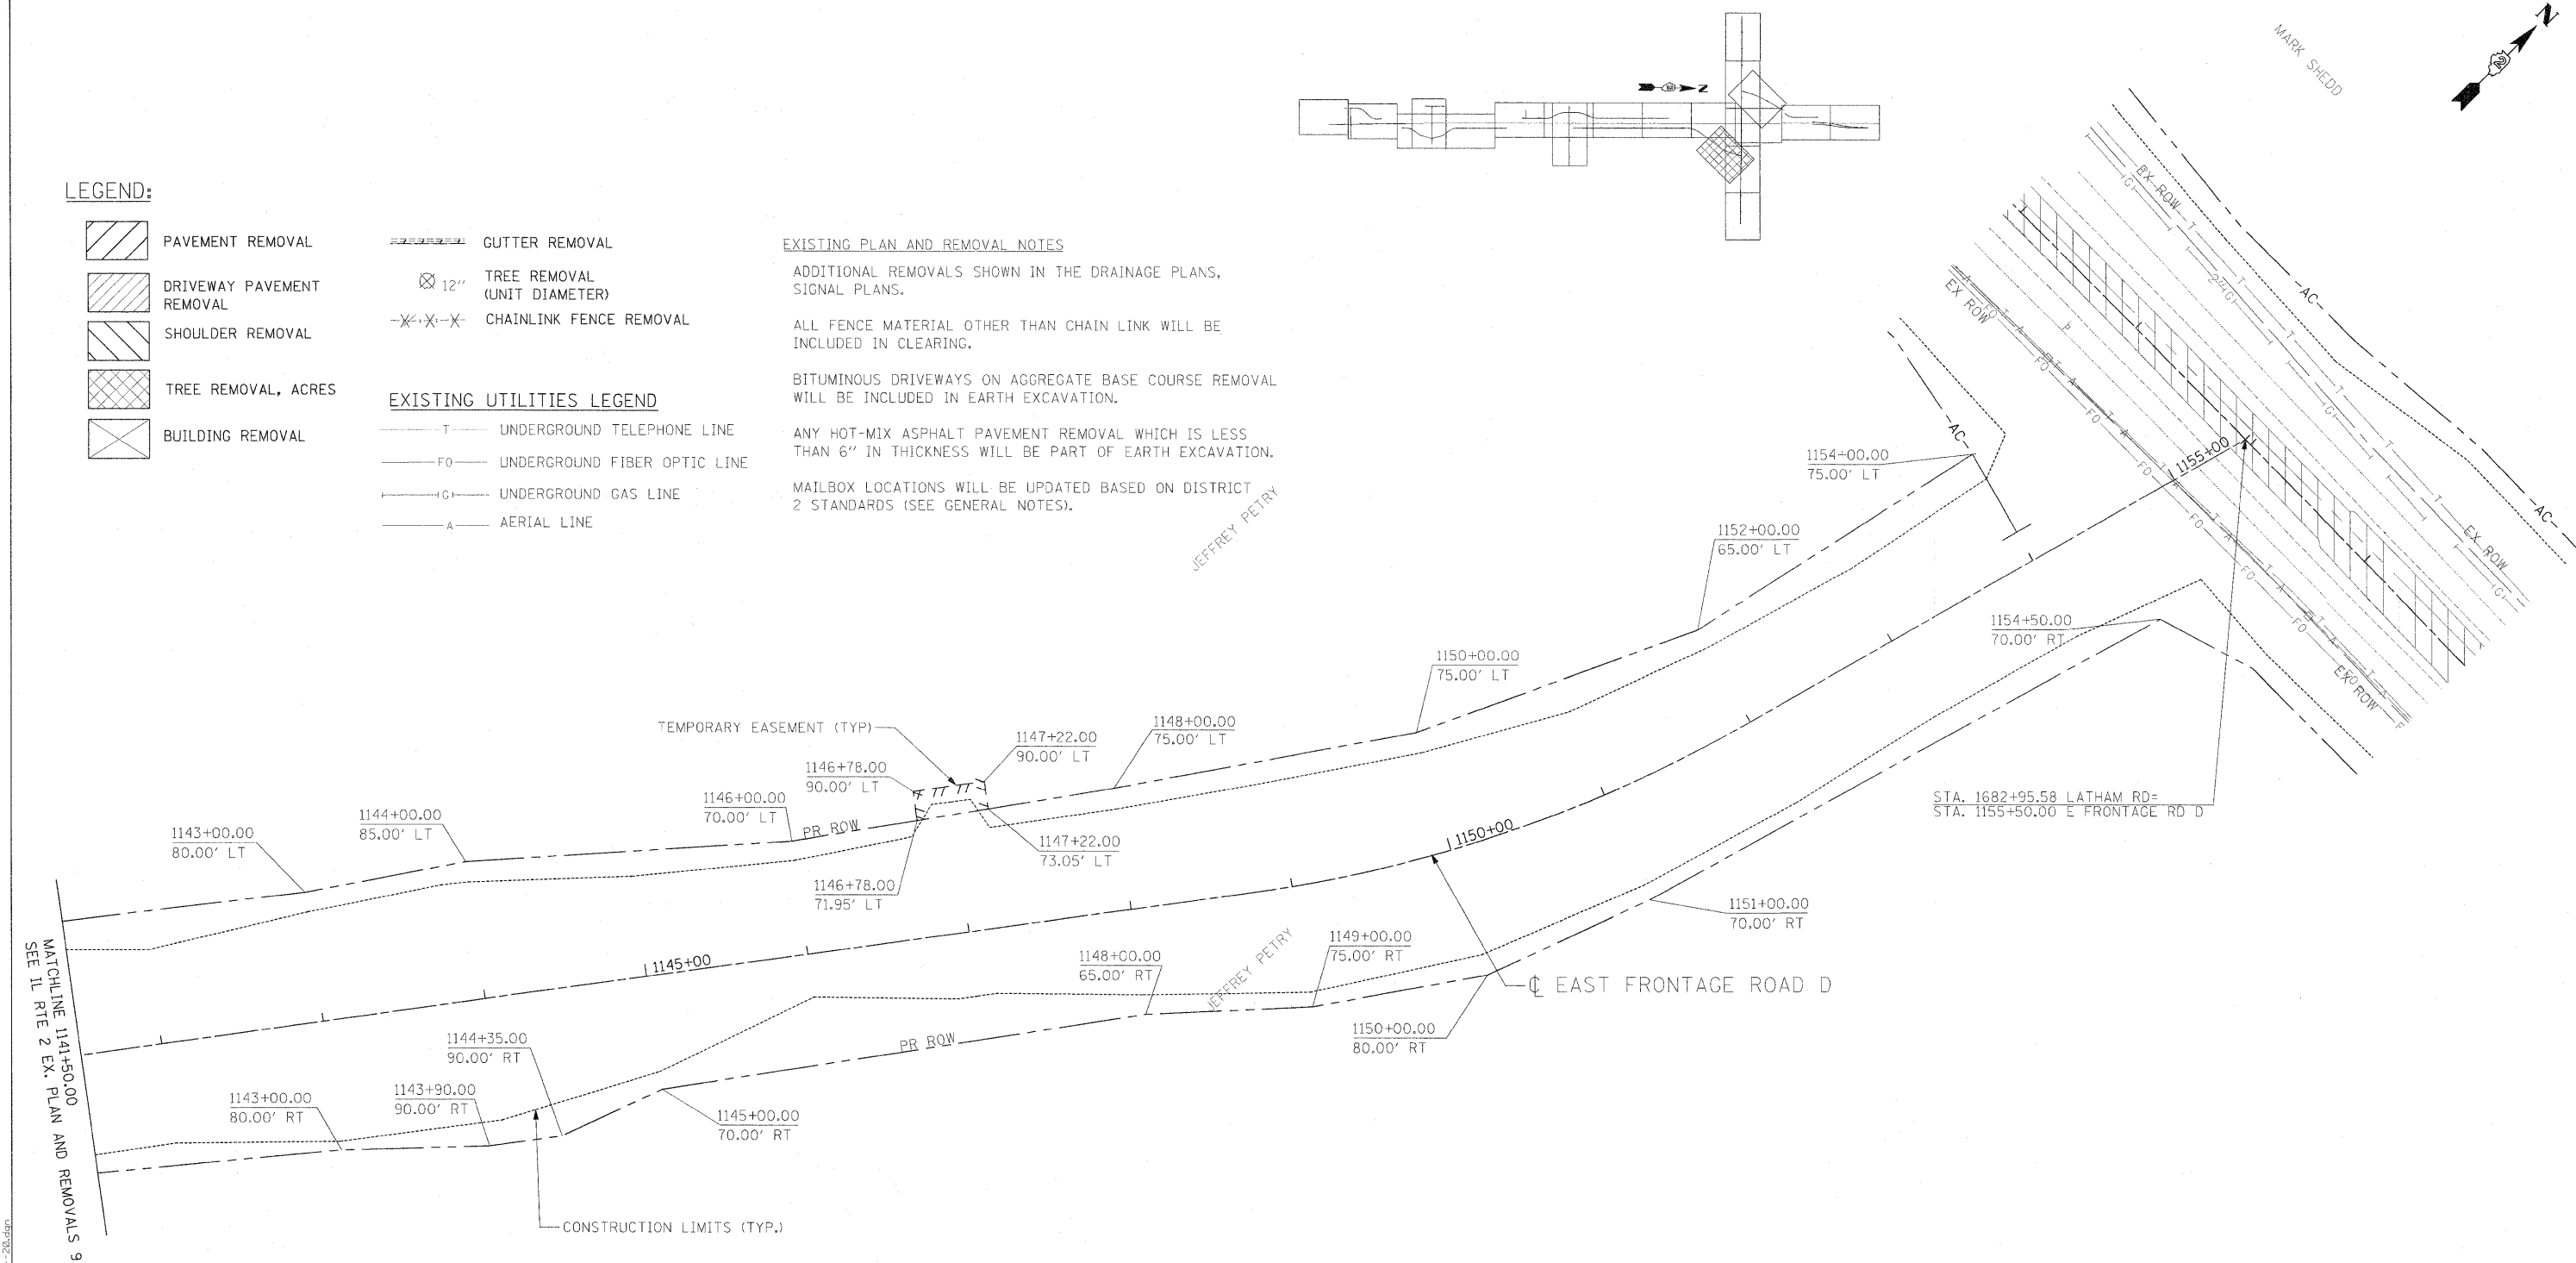 N
2
MARK SHEDD
N
LEGEND:
PAVEMENT REMOVAL
DRIVEWAY PAVEMENT
REMOVAL
SHOULDER REMOVAL
TREE REMOVAL, ACRES
BUILDING REMOVAL
GUTTER REMOVAL
12''
TREE REMOVAL
(UNIT DIAMETER)
CHAINLINK FENCE REMOVAL
EXISTING UTILITIES LEGEND
T
UNDERGROUND TELEPHONE LINE
FO
UNDERGROUND FIBER OPTIC LINE
G
UNDERGROUND GAS LINE
A
AERIAL LINE
EXISTING PLAN AND REMOVAL NOTES
ADDITIONAL REMOVALS SHOWN IN THE DRAINAGE PLANS,
SIGNAL PLANS.
ALL FENCE MATERIAL OTHER THAN CHAIN LINK WILL BE
INCLUDED IN CLEARING.
BITUMINOUS DRIVEWAYS ON AGGREGATE BASE COURSE REMOVAL
WILL BE INCLUDED IN EARTH EXCAVATION.
ANY HOT-MIX ASPHALT PAVEMENT REMOVAL WHICH IS LESS
THAN 6'' IN THICKNESS WILL BE PART OF EARTH EXCAVATION.
MAILBOX LOCATIONS WILL BE UPDATED BASED ON DISTRICT
2 STANDARDS (SEE GENERAL NOTES).
JEFFREY PETRY
EX ROW
EX ROW
-AC-
-AC-
-AC-
EX ROW
EX ROW
1155+00
1154+00.00
75.00' LT
1152+00.00
65.00' LT
1154+50.00
70.00' RT
1150+00.00
75.00' LT
1148+00.00
75.00' LT
TEMPORARY EASEMENT (TYP)
1147+22.00
90.00' LT
1146+78.00
90.00' LT
1146+00.00
70.00' LT
PR ROW
1144+00.00
85.00' LT
1143+00.00
80.00' LT
1147+22.00
73.05' LT
1146+78.00
71.95' LT
STA. 1682+95.58 LATHAM RD=
STA. 1155+50.00 E FRONTAGE RD D
1150+00
1145+00
1151+00.00
70.00' RT
1149+00.00
75.00' RT
1148+00.00
65.00' RT
JEFFREY PETRY
℄ EAST FRONTAGE ROAD D
1150+00.00
80.00' RT
PR ROW
1144+35.00
90.00' RT
1143+90.00
90.00' RT
1143+00.00
80.00' RT
1145+00.00
70.00' RT
MATCHLINE 1141+50.00
SEE IL RTE 2 EX. PLAN AND REMOVALS 9
CONSTRUCTION LIMITS (TYP.)